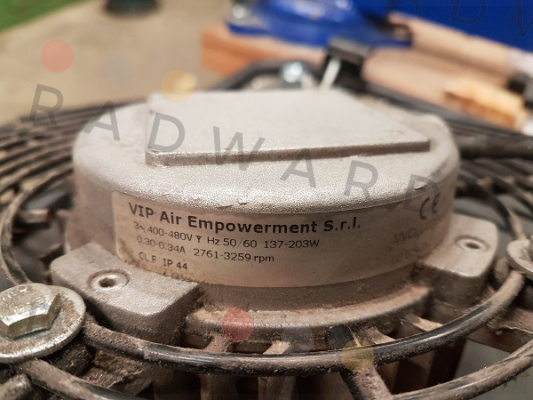 RADWARE
VIP Air Empowerment S.r.l.
3~ 400-480V Y Hz 50/60 137-203W
0.30-0.34A 2761-3259 rpm
CL F IP 44
CE